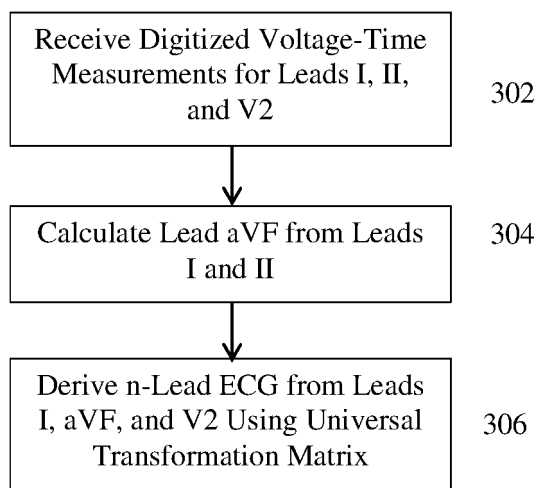 Receive Digitized Voltage-Time
Measurements for Leads I, II,
and V2
302
Calculate Lead aVF from Leads
I and II
304
Derive n-Lead ECG from Leads
I, aVF, and V2 Using Universal
Transformation Matrix
306